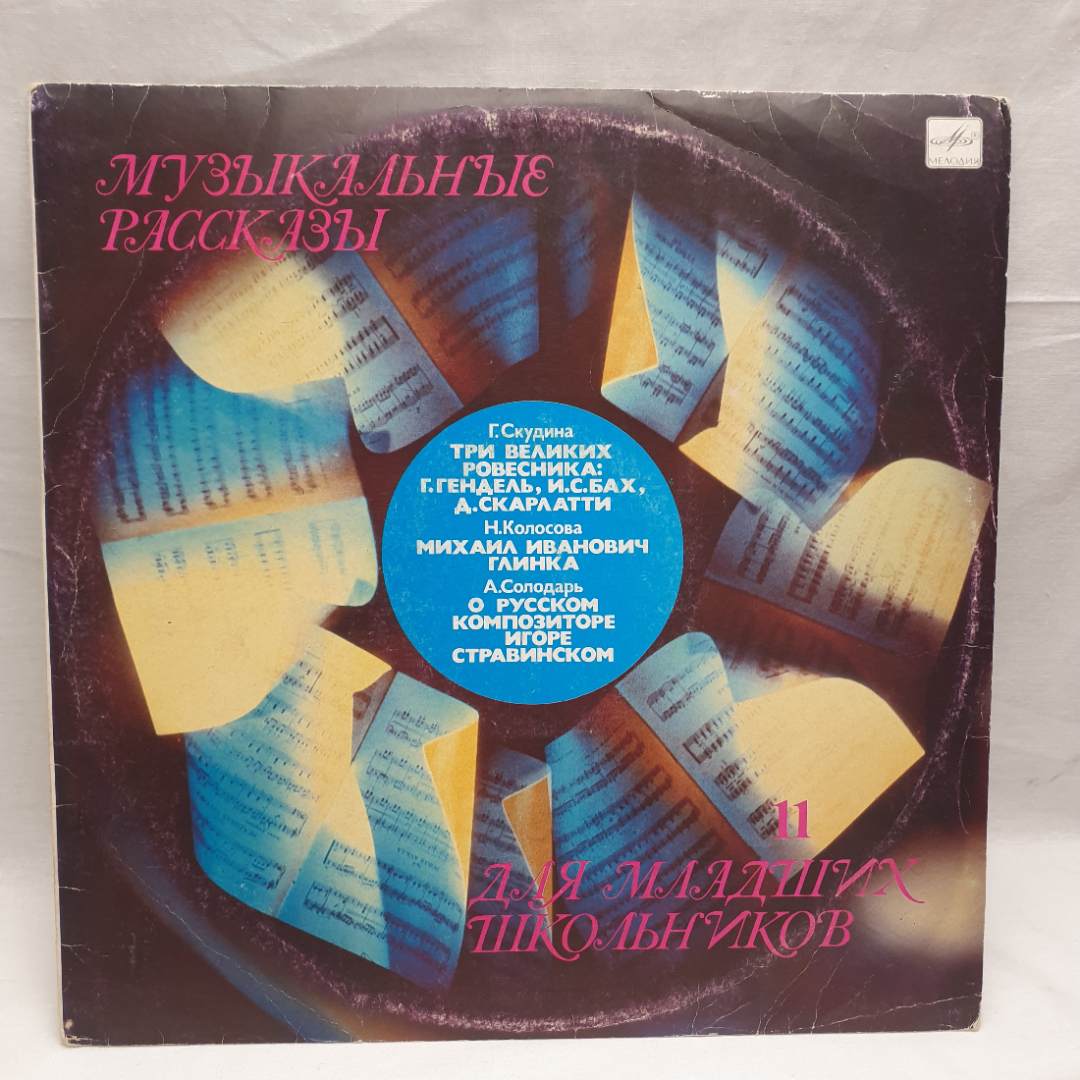 МУЗЫКАЛЬНЫЕ
РАССКАЗЫ
МЕЛОДИЯ
Г.Скудина
ТРИ ВЕЛИКИХ
РОВЕСНИКА:
Г.ГЕНДЕЛЬ, И.С.БАХ,
Д.СКАРЛАТТИ
Н.Колосова
МИХАИЛ ИВАНОВИЧ
ГЛИНКА
А.Солодарь
О РУССКОМ
КОМПОЗИТОРЕ
ИГОРЕ
СТРАВИНСКОМ
11
ДЛЯ МЛАДШИХ
ШКОЛЬНИКОВ